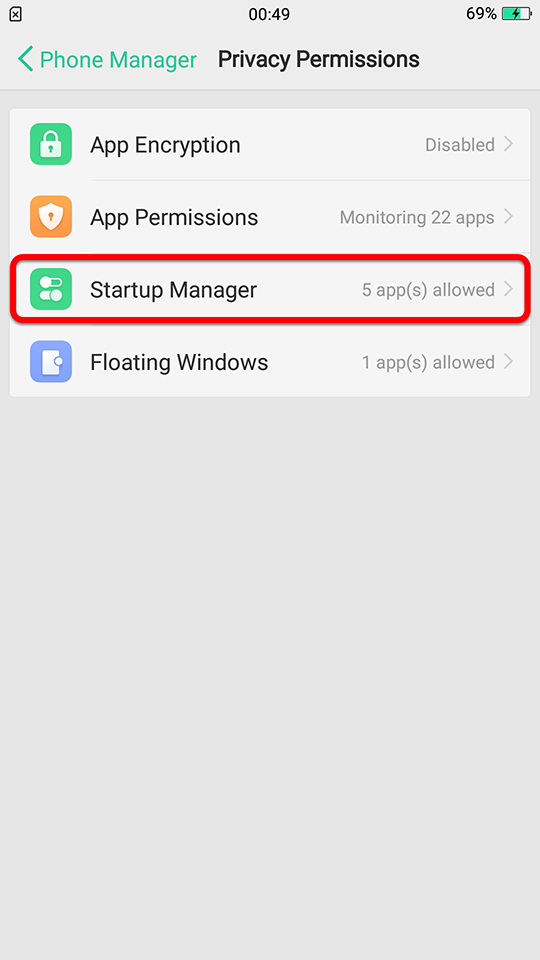 00:49 69%
Phone Manager Privacy Permissions
App Encryption Disabled
App Permissions Monitoring 22 apps
Startup Manager 5 app(s) allowed
Floating Windows 1 app(s) allowed